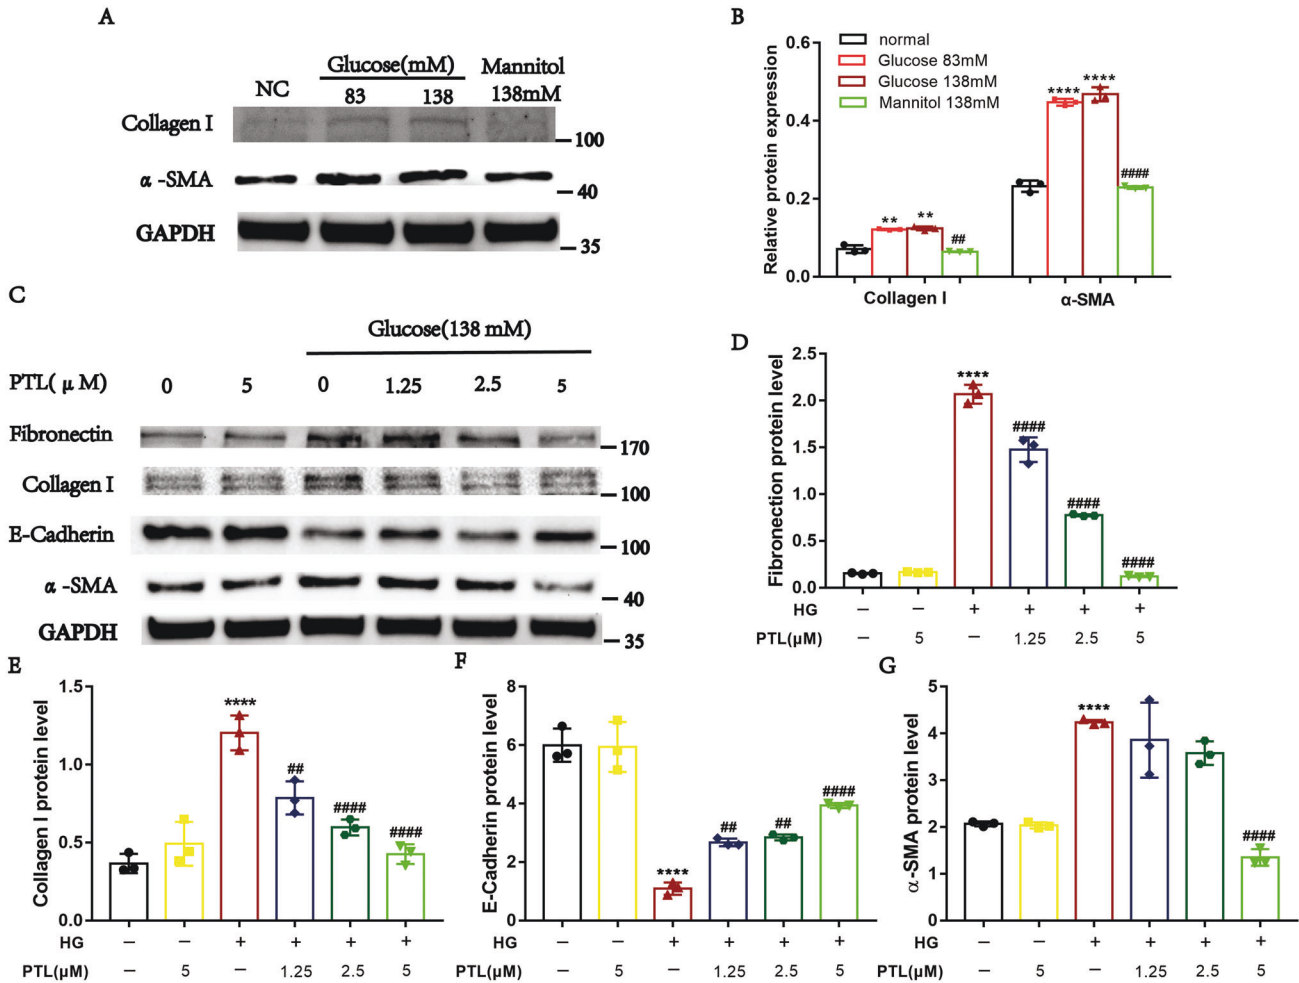 A
Glucose(mM)
Mannitol
NC
83
138
138mM
Collagen I
100
α-SMA
40
GAPDH
35
B
normal
Glucose 83mM
Glucose 138mM
Mannitol 138mM
Relative protein expression
0.6
0.4
0.2
0.0
** ** ##
**** **** ####
Collagen I
α-SMA
C
Glucose(138 mM)
PTL( μ M)
0 5 0 1.25 2.5 5
Fibronectin
170
Collagen I
100
E-Cadherin
100
α-SMA
40
GAPDH
35
D
Fibronection protein level
2.5
2.0
1.5
1.0
0.5
0.0
**** #### #### ####
HG − − + + + +
PTL(μM) − 5 − 1.25 2.5 5
E
Collagen I protein level
1.5
1.0
0.5
0.0
**** ## #### ####
HG − − + + + +
PTL(μM) − 5 − 1.25 2.5 5
F
E-Cadherin protein level
8
6
4
2
0
**** ## ## ####
HG − − + + + +
PTL(μM) − 5 − 1.25 2.5 5
G
α-SMA protein level
5
4
3
2
1
0
**** ####
HG − − + + + +
PTL(μM) − 5 − 1.25 2.5 5